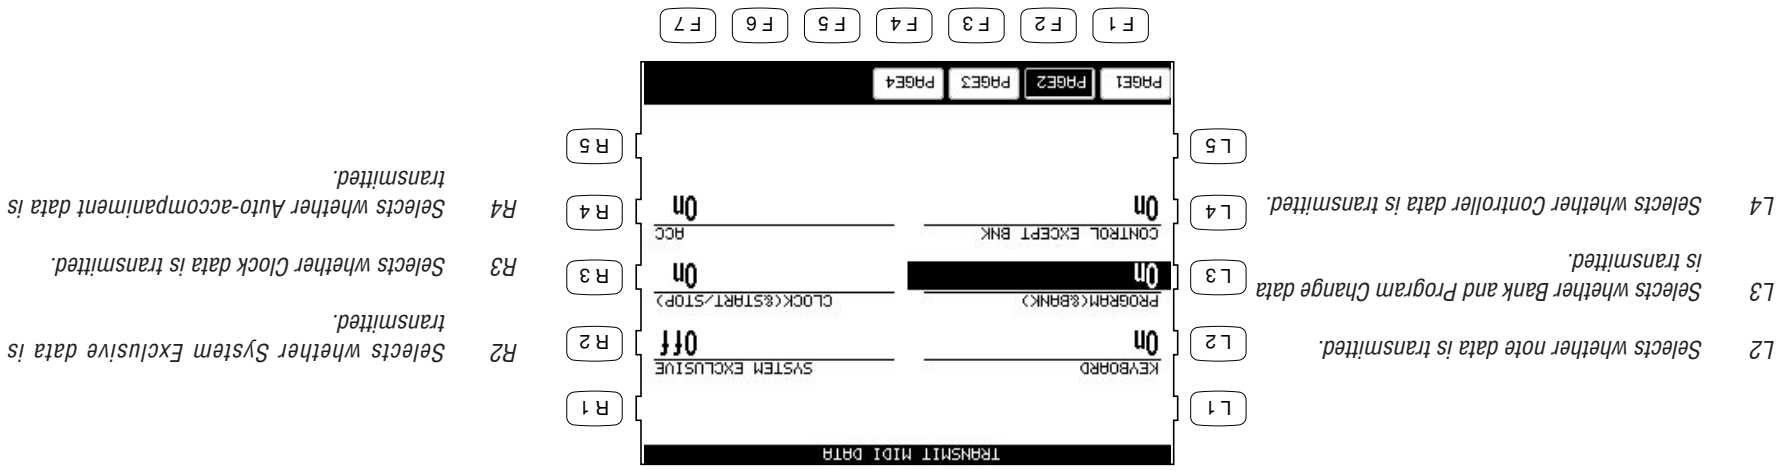 TRANSMIT MIDI DATA
L1
R1
L2 Selects whether note data is transmitted.
L3 Selects whether Bank and Program Change data
is transmitted.
L4 Selects whether Controller data is transmitted.
L2
L3
L4
L5
KEYBOARD
On
PROGRAM(&BANK)
On
CONTROL EXCEPT BNK
On
SYSTEM EXCLUSIVE
Off
CLOCK(&START/STOP)
On
ACC
On
R2
R3
R4
R5
R2 Selects whether System Exclusive data is
transmitted.
R3 Selects whether Clock data is transmitted.
R4 Selects whether Auto-accompaniment data is
transmitted.
PAGE1 PAGE2 PAGE3 PAGE4
F1 F2 F3 F4 F5 F6 F7